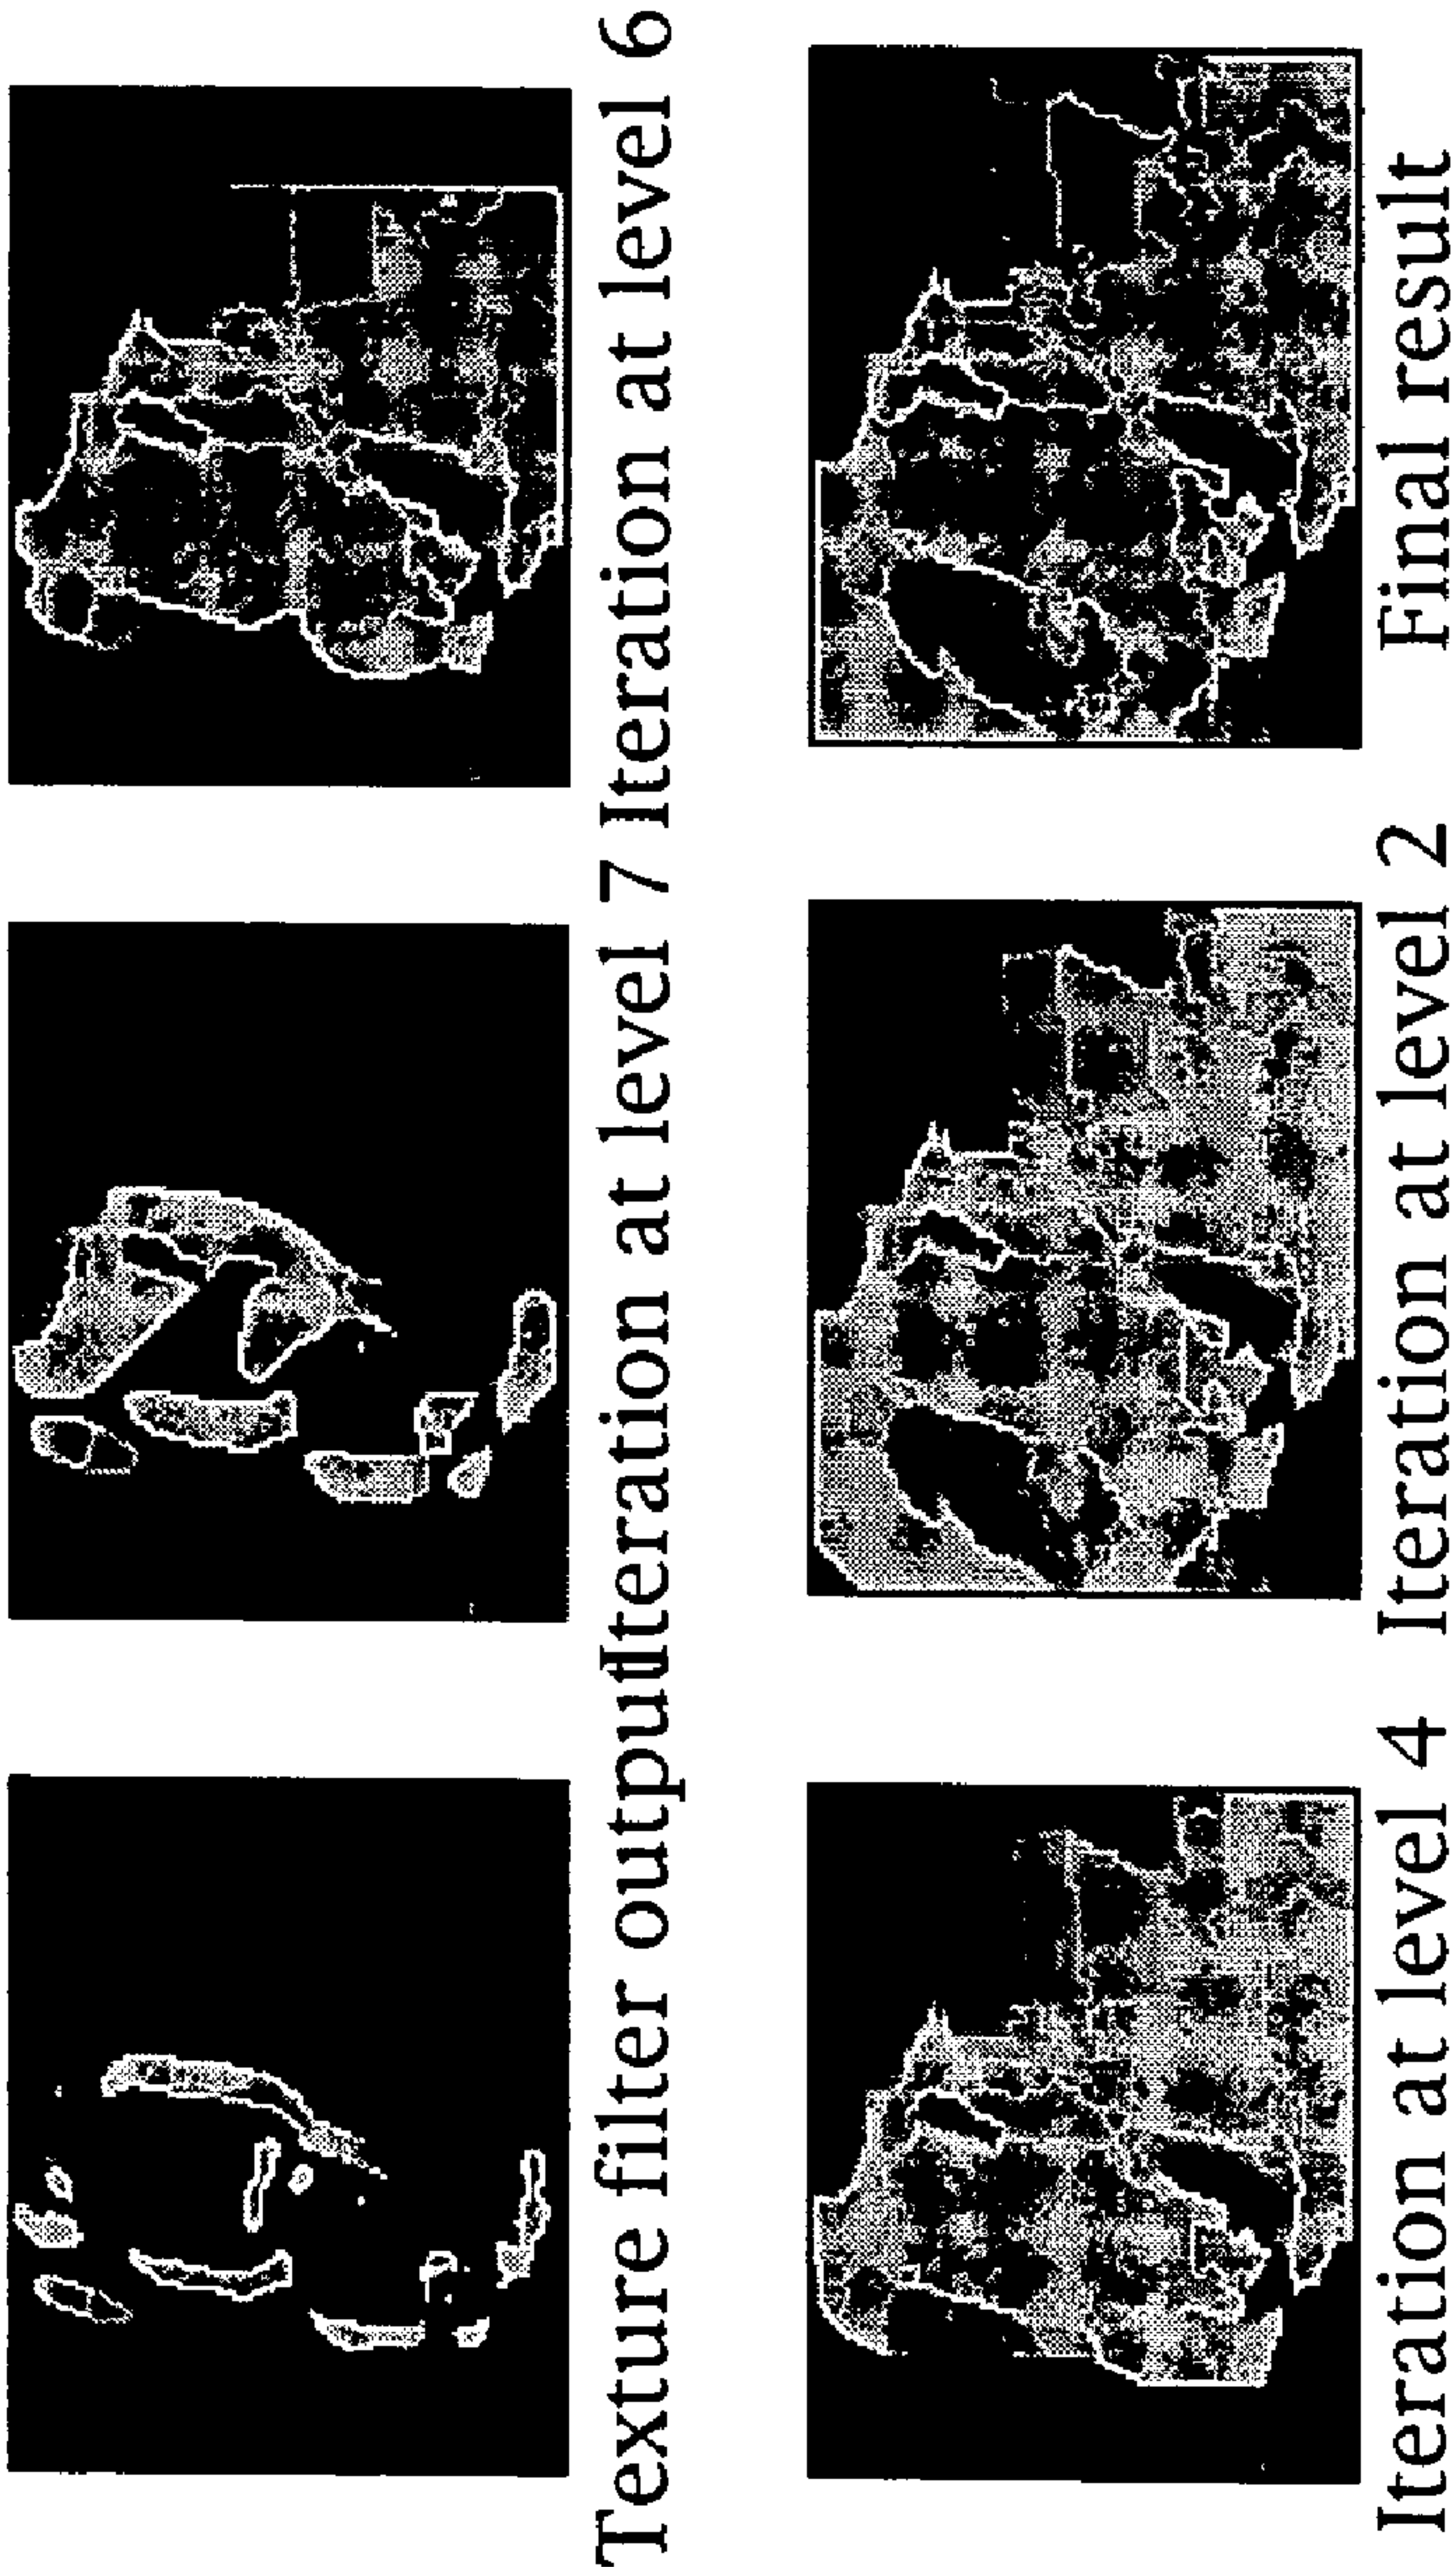 Texture filter output Iteration at level 7 Iteration at level 6
Iteration at level 4 Iteration at level 2 Final result